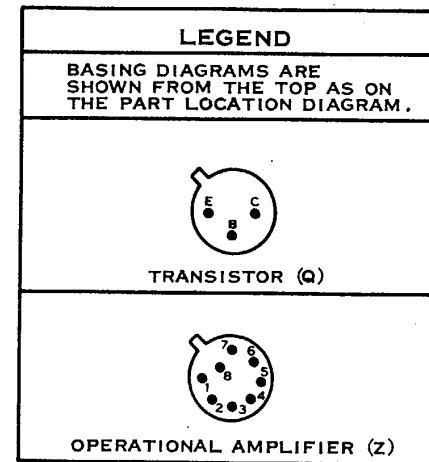 LEGEND
BASING DIAGRAMS ARE
SHOWN FROM THE TOP AS ON
THE PART LOCATION DIAGRAM.
E C
B
TRANSISTOR (Q)
7
6
8
5
1
4
2 3
OPERATIONAL AMPLIFIER (Z)